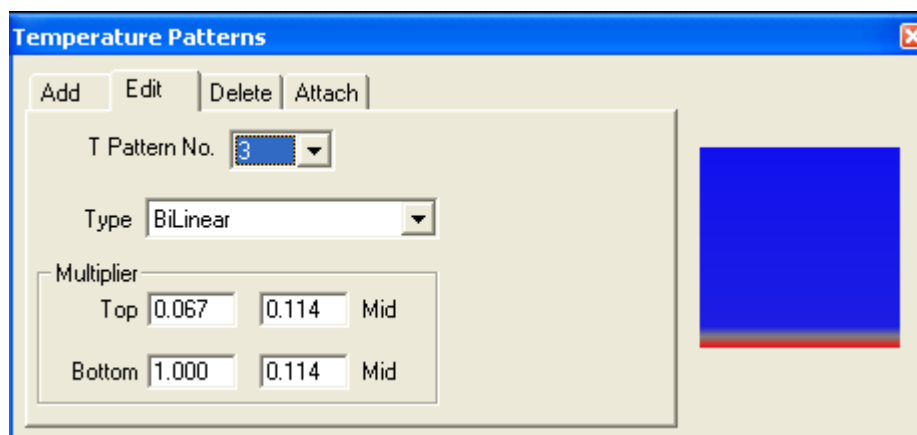 Temperature Patterns
Add Edit Delete Attach
T Pattern No. 3
Type BiLinear
Multiplier
Top 0.067 0.114 Mid
Bottom 1.000 0.114 Mid